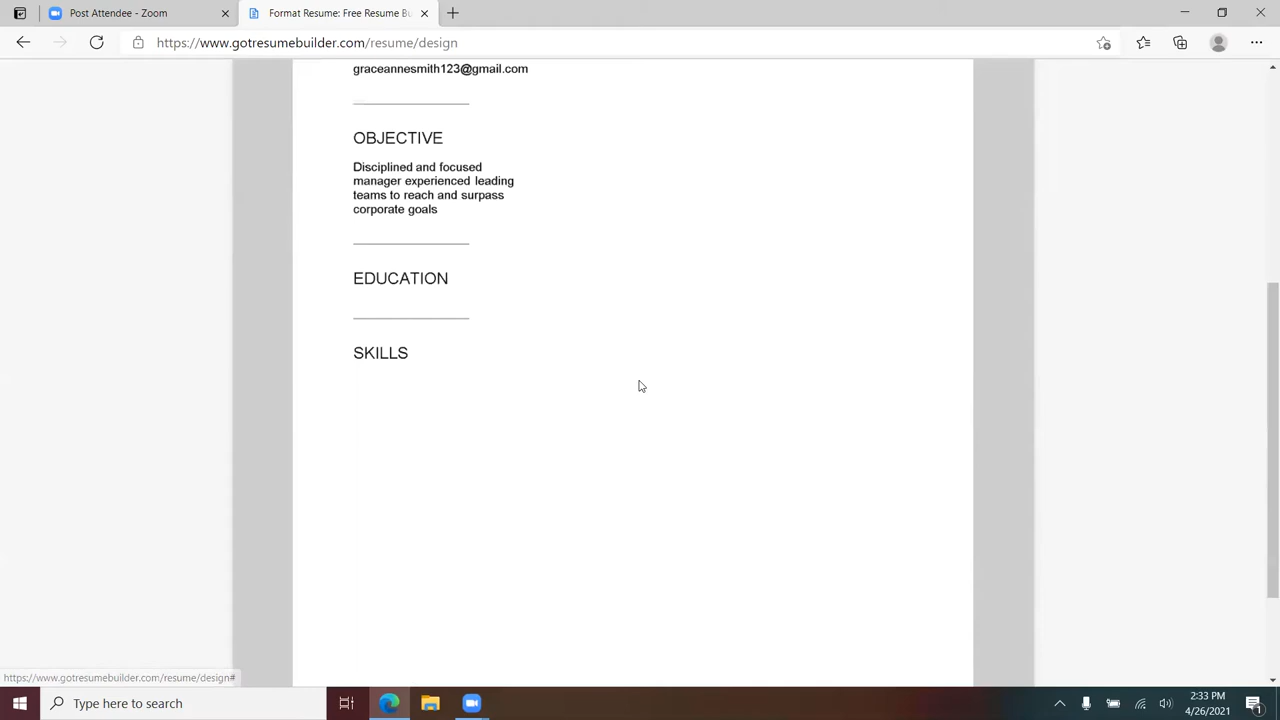 Post Attendee - Zoom
Format Resume: Free Resume Bu
https://www.gotresumebuilder.com/resume/design
graceannesmith123@gmail.com
OBJECTIVE
Disciplined and focused
manager experienced leading
teams to reach and surpass
corporate goals
EDUCATION
SKILLS
https://www.gotresumebuilder.com/resume/design#
Type here to search
2:33 PM
4/26/2021